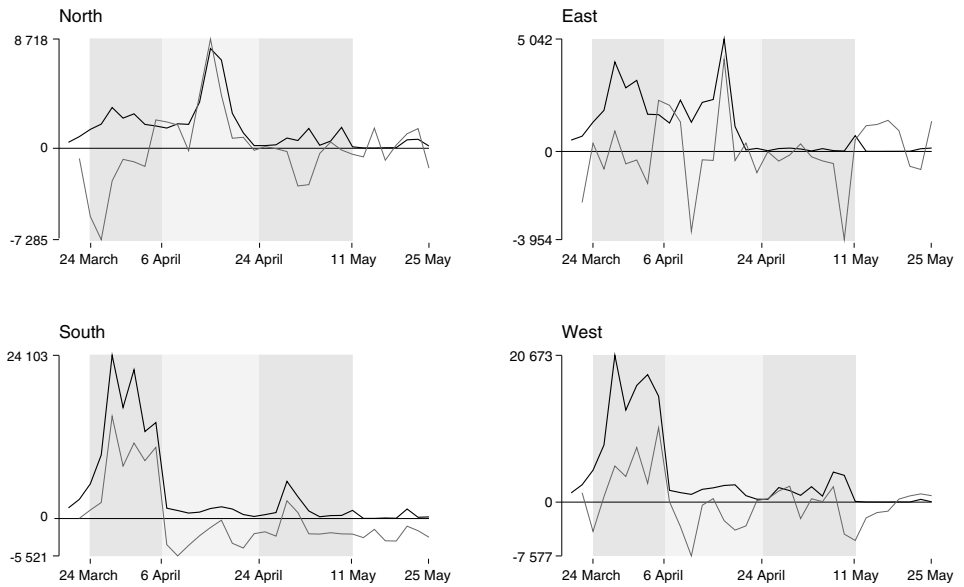 North
8 718
0
-7 285
24 March 6 April 24 April 11 May 25 May
East
5 042
0
-3 954
24 March 6 April 24 April 11 May 25 May
South
24 103
0
-5 521
24 March 6 April 24 April 11 May 25 May
West
20 673
0
-7 577
24 March 6 April 24 April 11 May 25 May